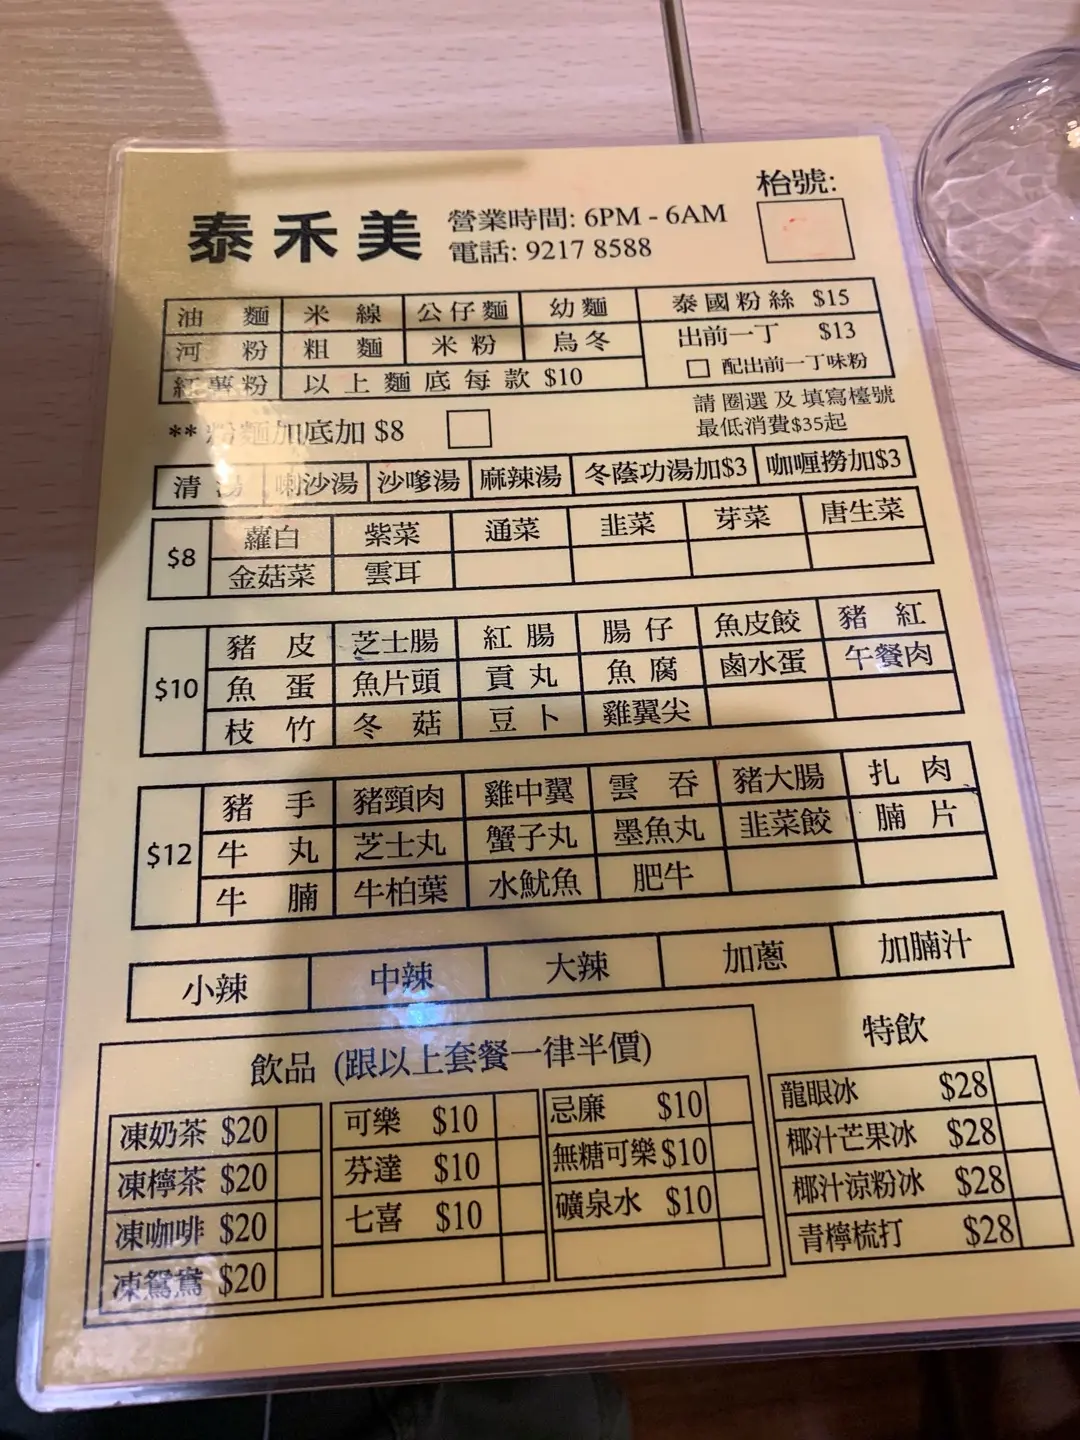 枱號:
泰禾美
營業時間: 6PM - 6AM
電話: 9217 8588
油麵 米線 公仔麵 幼麵 泰國粉絲 $15
河粉 粗麵 米粉 烏冬 出前一丁 $13
配出前一丁味粉
紅薯粉 以上麵底每款 $10
** 粉麵加底加 $8
請圈選及填寫檯號
最低消費$35起
清湯 喇沙湯 沙嗲湯 麻辣湯 冬蔭功湯加$3 咖喱撈加$3
$8
蘿白 紫菜 通菜 韭菜 芽菜 唐生菜
金菇菜 雲耳
$10
豬皮 芝士腸 紅腸 腸仔 魚皮餃 豬紅
魚蛋 魚片頭 貢丸 魚腐 鹵水蛋 午餐肉
枝竹 冬菇 豆卜 雞翼尖
$12
豬手 豬頸肉 雞中翼 雲吞 豬大腸 扎肉
牛丸 芝士丸 蟹子丸 墨魚丸 韭菜餃 腩片
牛腩 牛柏葉 水魷魚 肥牛
小辣 中辣 大辣 加蔥 加腩汁
飲品 (跟以上套餐一律半價)
凍奶茶 $20 可樂 $10 忌廉 $10
凍檸茶 $20 芬達 $10 無糖可樂 $10
凍咖啡 $20 七喜 $10 礦泉水 $10
凍鴛鴦 $20
特飲
龍眼冰 $28
椰汁芒果冰 $28
椰汁涼粉冰 $28
青檸梳打 $28